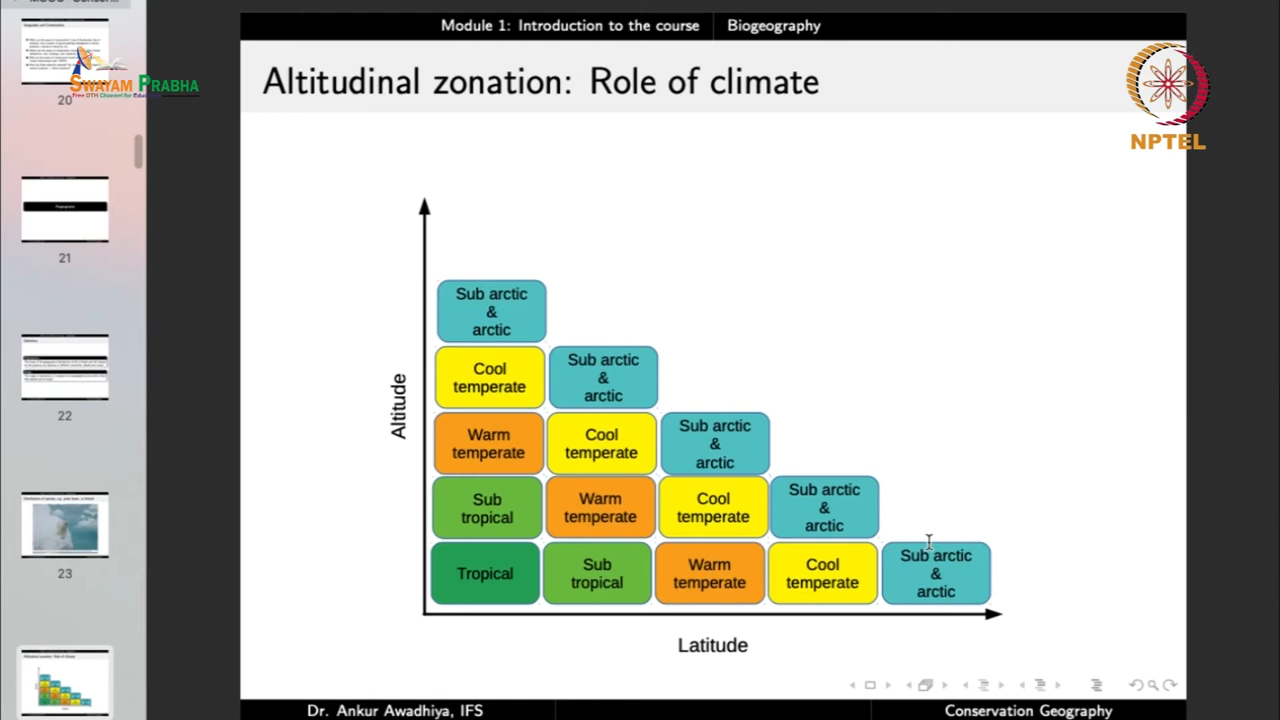 Module 1: Introduction to the course
Biogeography
Altitudinal zonation: Role of climate
SWAYAM PRABHA
20
21
22
23
NPTEL
Altitude
Sub arctic
&
arctic
Cool
temperate
Sub arctic
&
arctic
Warm
temperate
Cool
temperate
Sub arctic
&
arctic
Sub
tropical
Warm
temperate
Cool
temperate
Sub arctic
&
arctic
Tropical
Sub
tropical
Warm
temperate
Cool
temperate
Sub arctic
&
arctic
Latitude
Dr. Ankur Awadhiya, IFS
Conservation Geography